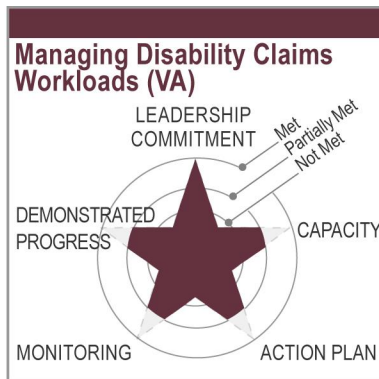 Managing Disability Claims
Workloads (VA)
LEADERSHIP
COMMITMENT
Met
Partially Met
Not Met
DEMONSTRATED
PROGRESS
CAPACITY
MONITORING
ACTION PLAN